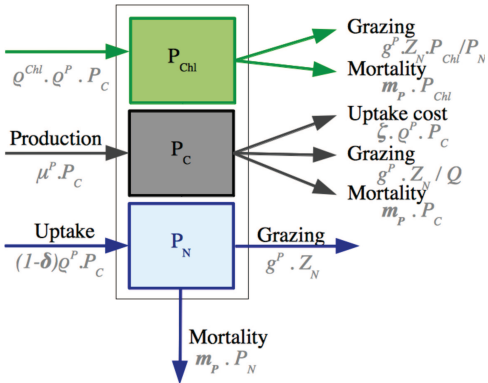 Grazing
g^P . Z_N . P_Chl / P_N
ϱ^Chl . ϱ^P . P_C
P_Chl
Mortality
m_P . P_Chl
Uptake cost
ζ . ϱ^P . P_C
Production
μ^P . P_C
P_C
Grazing
g^P . Z_N / Q
Mortality
m_P . P_C
Uptake
(1-δ)ϱ^P . P_C
P_N
Grazing
g^P . Z_N
Mortality
m_P . P_N